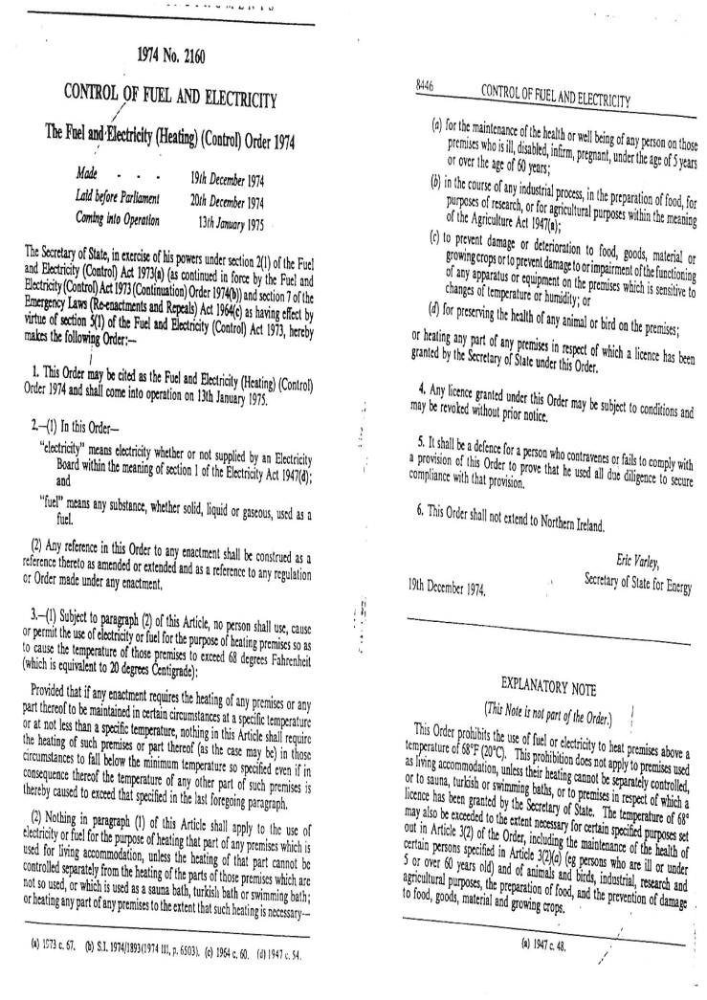 1974 No. 2160
CONTROL OF FUEL AND ELECTRICITY
The Fuel and Electricity (Heating) (Control) Order 1974
Made - - - 19th December 1974
Laid before Parliament 20th December 1974
Coming into Operation 13th January 1975
The Secretary of State, in exercise of his powers under section 2(1) of the Fuel
and Electricity (Control) Act 1973(a) (as continued in force by the Fuel and
Electricity (Control) Act 1973 (Continuation) Order 1974(b)) and section 7 of the
Emergency Laws (Re-enactments and Repeals) Act 1964(c) as having effect by
virtue of section 5(1) of the Fuel and Electricity (Control) Act 1973, hereby
makes the following Order:—
1. This Order may be cited as the Fuel and Electricity (Heating) (Control)
Order 1974 and shall come into operation on 13th January 1975.
2.—(1) In this Order—
"electricity" means electricity whether or not supplied by an Electricity
Board within the meaning of section 1 of the Electricity Act 1947(d);
and
"fuel" means any substance, whether solid, liquid or gaseous, used as a
fuel.
(2) Any reference in this Order to any enactment shall be construed as a
reference thereto as amended or extended and as a reference to any regulation
or Order made under any enactment.
3.—(1) Subject to paragraph (2) of this Article, no person shall use, cause
or permit the use of electricity or fuel for the purpose of heating premises so as
to cause the temperature of those premises to exceed 68 degrees Fahrenheit
(which is equivalent to 20 degrees Centigrade):
Provided that if any enactment requires the heating of any premises or any
part thereof to be maintained in certain circumstances at a specific temperature
or at not less than a specific temperature, nothing in this Article shall require
the heating of such premises or part thereof (as the case may be) in those
circumstances to fall below the minimum temperature so specified even if in
consequence thereof the temperature of any other part of such premises is
thereby caused to exceed that specified in the last foregoing paragraph.
(2) Nothing in paragraph (1) of this Article shall apply to the use of
electricity or fuel for the purpose of heating that part of any premises which is
used for living accommodation, unless the heating of that part cannot be
controlled separately from the heating of the parts of those premises which are
not so used, or which is used as a sauna bath, turkish bath or swimming bath;
or heating any part of any premises to the extent that such heating is necessary—
(a) 1973 c. 67. (b) S.I. 1974/1893(1974 III, p. 6503). (c) 1964 c. 60. (d) 1947 c. 54.
8446 CONTROL OF FUEL AND ELECTRICITY
(a) for the maintenance of the health or well being of any person on those
premises who is ill, disabled, infirm, pregnant, under the age of 5 years
or over the age of 60 years;
(b) in the course of any industrial process, in the preparation of food, for
purposes of research, or for agricultural purposes within the meaning
of the Agriculture Act 1947(a);
(c) to prevent damage or deterioration to food, goods, material or
growing crops or to prevent damage to or impairment of the functioning
of any apparatus or equipment on the premises which is sensitive to
changes of temperature or humidity; or
(d) for preserving the health of any animal or bird on the premises;
or heating any part of any premises in respect of which a licence has been
granted by the Secretary of State under this Order.
4. Any licence granted under this Order may be subject to conditions and
may be revoked without prior notice.
5. It shall be a defence for a person who contravenes or fails to comply with
a provision of this Order to prove that he used all due diligence to secure
compliance with that provision.
6. This Order shall not extend to Northern Ireland.
Eric Varley,
Secretary of State for Energy
19th December 1974.
EXPLANATORY NOTE
(This Note is not part of the Order.)
This Order prohibits the use of fuel or electricity to heat premises above a
temperature of 68°F (20°C). This prohibition does not apply to premises used
as living accommodation, unless their heating cannot be separately controlled,
or to sauna, turkish or swimming baths, or to premises in respect of which a
licence has been granted by the Secretary of State. The temperature of 68°
may also be exceeded to the extent necessary for certain specified purposes set
out in Article 3(2) of the Order, including the maintenance of the health of
certain persons specified in Article 3(2)(a) (eg persons who are ill or under
5 or over 60 years old) and of animals and birds, industrial, research and
agricultural purposes, the preparation of food, and the prevention of damage
to food, goods, material and growing crops.
(a) 1947 c. 48.